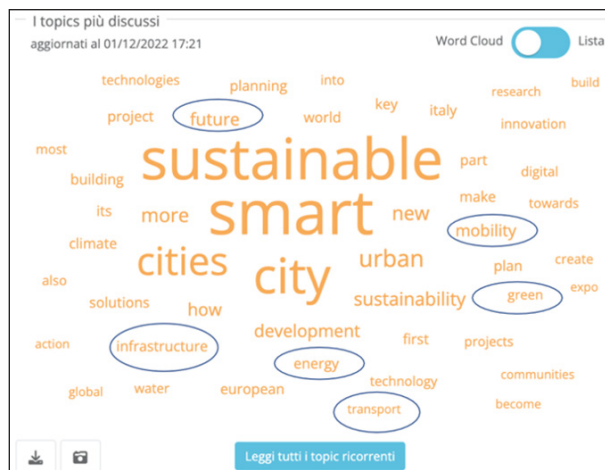 I topics più discussi
aggiornati al 01/12/2022 17:21
Word Cloud Lista
technologies planning into build
research
project future world key italy innovation
most sustainable part digital
building
its more smart new make towards
mobility
climate cities city urban plan create
also solutions how sustainability green expo
action infrastructure development first projects
energy
global water european technology communities
transport become
Leggi tutti i topic ricorrenti